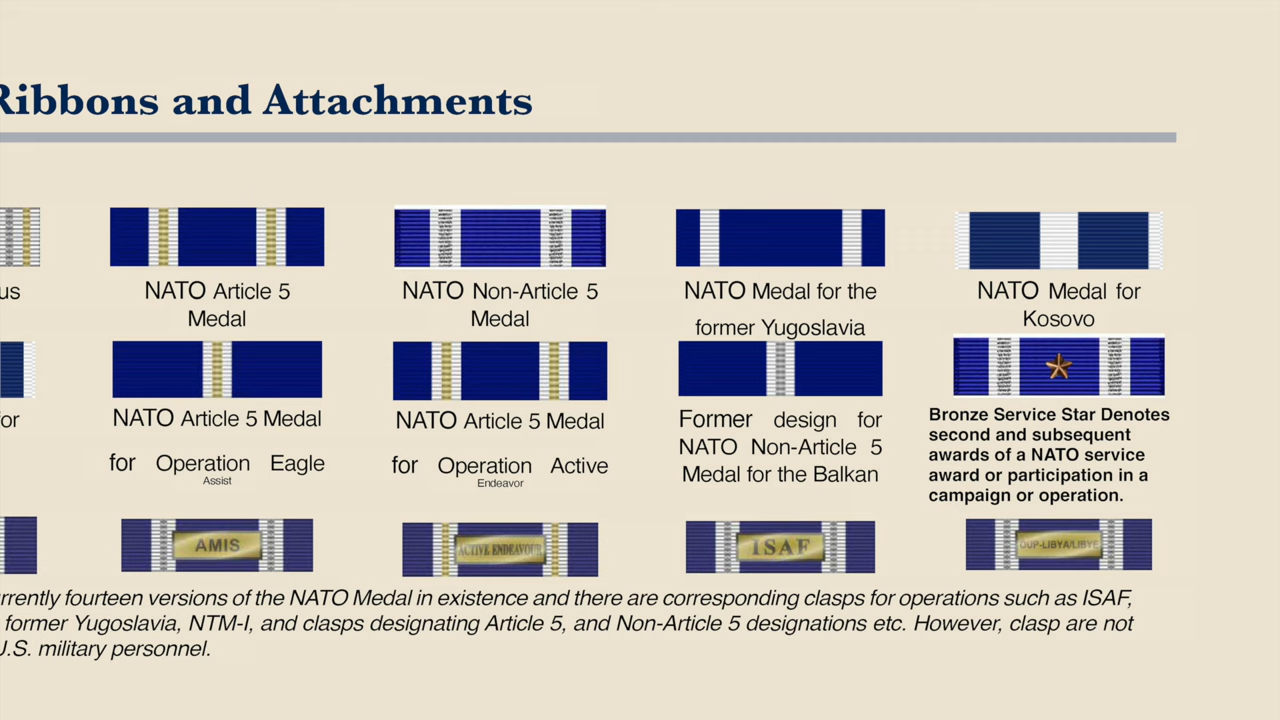 Ribbons and Attachments
us
NATO Article 5
Medal
NATO Non-Article 5
Medal
NATO Medal for the
former Yugoslavia
NATO Medal for
Kosovo
or
NATO Article 5 Medal
for Operation Eagle
Assist
NATO Article 5 Medal
for Operation Active
Endeavor
Former design for
NATO Non-Article 5
Medal for the Balkan
Bronze Service Star Denotes
second and subsequent
awards of a NATO service
award or participation in a
campaign or operation.
AMIS
ACTIVE ENDEAVOUR
ISAF
OUP-LIBYA/LIBYE
rrently fourteen versions of the NATO Medal in existence and there are corresponding clasps for operations such as ISAF,
former Yugoslavia, NTM-I, and clasps designating Article 5, and Non-Article 5 designations etc. However, clasp are not
U.S. military personnel.